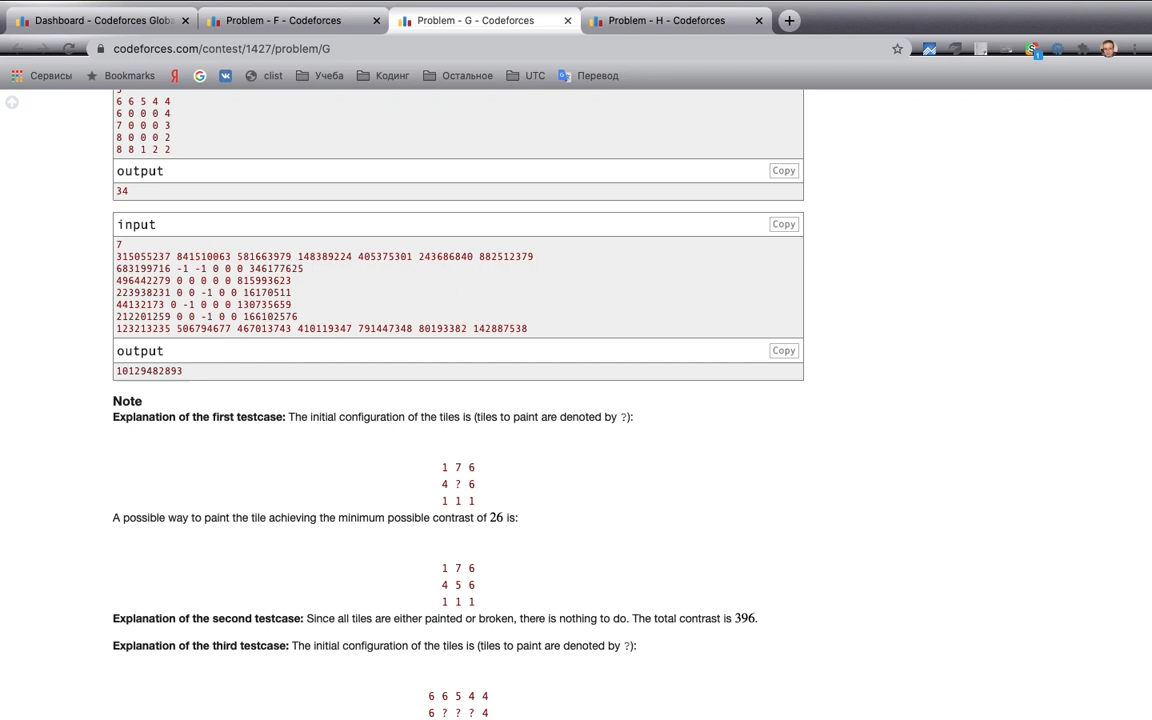 Dashboard - Codeforces Globa
Problem - F - Codeforces
Problem - G - Codeforces
Problem - H - Codeforces
codeforces.com/contest/1427/problem/G
Сервисы Bookmarks clist Учеба Кодинг Остальное UTC Перевод
5
6 6 5 4 4
6 0 0 0 4
7 0 0 0 3
8 0 0 0 2
8 8 1 2 2
output Copy
34
input Copy
7
315055237 841510063 581663979 148389224 405375301 243686840 882512379
683199716 -1 -1 0 0 0 346177625
496442279 0 0 0 0 0 815993623
223938231 0 0 -1 0 0 16170511
44132173 0 -1 0 0 0 130735659
212201259 0 0 -1 0 0 166102576
123213235 506794677 467013743 410119347 791447348 80193382 142887538
output Copy
10129482893
Note
Explanation of the first testcase: The initial configuration of the tiles is (tiles to paint are denoted by ?):
1 7 6
4 ? 6
1 1 1
A possible way to paint the tile achieving the minimum possible contrast of 26 is:
1 7 6
4 5 6
1 1 1
Explanation of the second testcase: Since all tiles are either painted or broken, there is nothing to do. The total contrast is 396.
Explanation of the third testcase: The initial configuration of the tiles is (tiles to paint are denoted by ?):
6 6 5 4 4
6 ? ? ? 4